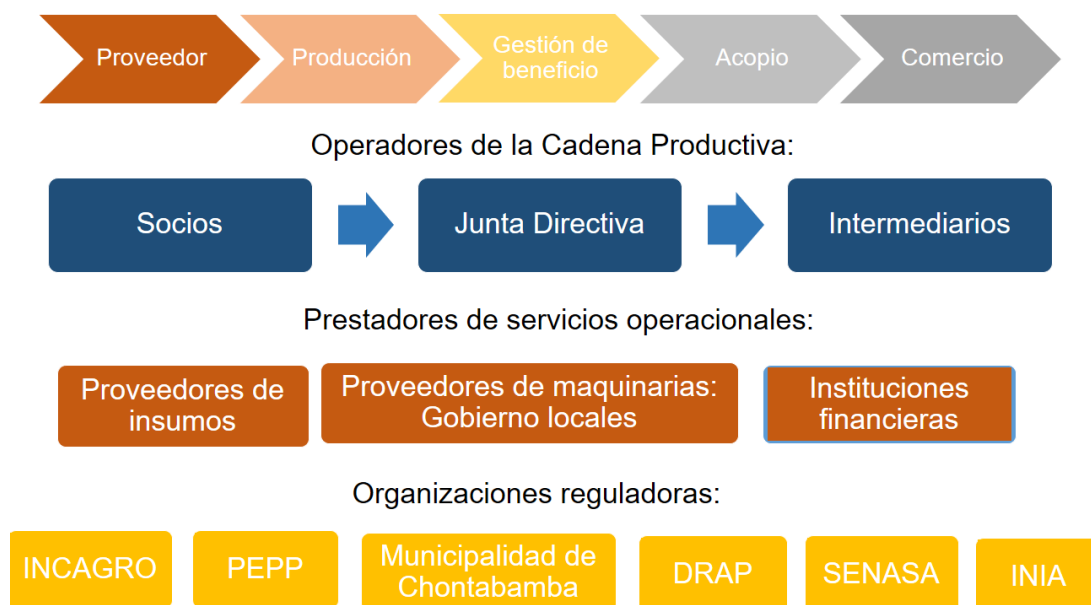 Proveedor
Producción
Gestión de
beneficio
Acopio
Comercio
Operadores de la Cadena Productiva:
Socios
Junta Directiva
Intermediarios
Prestadores de servicios operacionales:
Proveedores de
insumos
Proveedores de maquinarias:
Gobierno locales
Instituciones
financieras
Organizaciones reguladoras:
INCAGRO
PEPP
Municipalidad de
Chontabamba
DRAP
SENASA
INIA